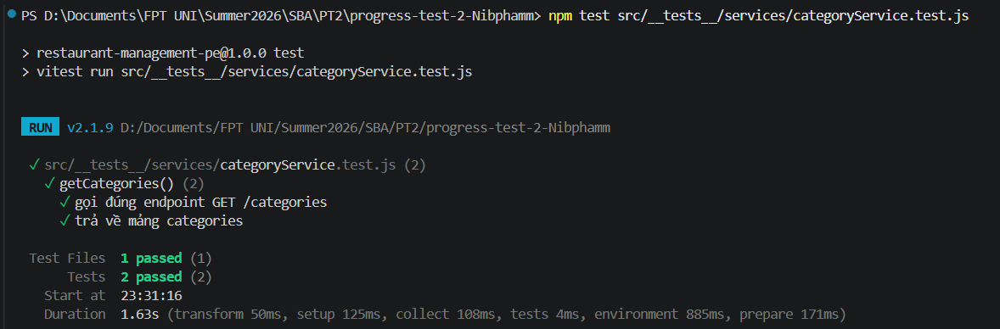 PS D:\Documents\FPT UNI\Summer2026\SBA\PT2\progress-test-2-Nibphamm> npm test src/__tests__/services/categoryService.test.js
> restaurant-management-pe@1.0.0 test
> vitest run src/__tests__/services/categoryService.test.js
RUN v2.1.9 D:/Documents/FPT UNI/Summer2026/SBA/PT2/progress-test-2-Nibphamm
✓ src/__tests__/services/categoryService.test.js (2)
✓ getCategories() (2)
✓ gọi đúng endpoint GET /categories
✓ trả về mảng categories
Test Files 1 passed (1)
Tests 2 passed (2)
Start at 23:31:16
Duration 1.63s (transform 50ms, setup 125ms, collect 108ms, tests 4ms, environment 885ms, prepare 171ms)